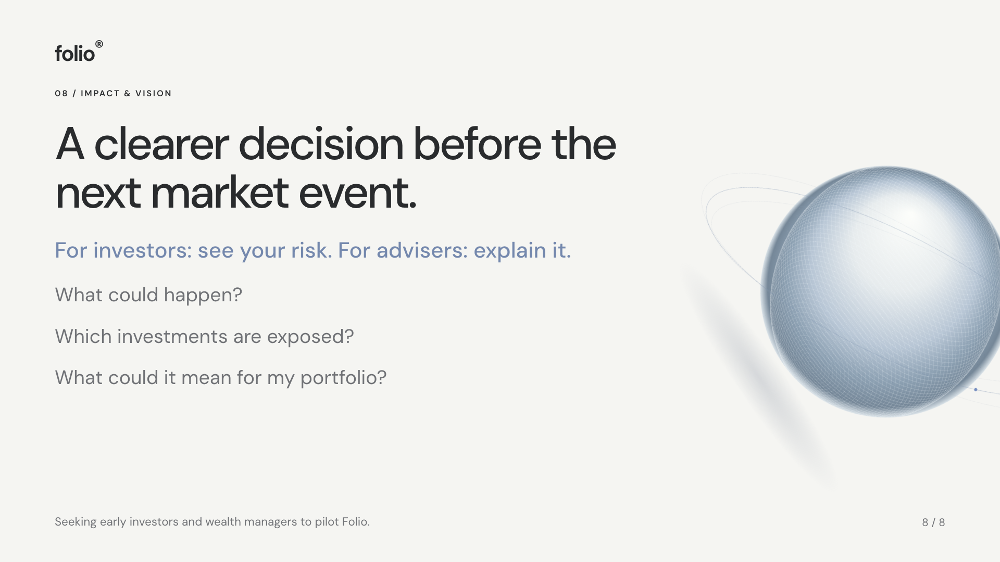 folio®
08 / IMPACT & VISION
A clearer decision before the
next market event.
For investors: see your risk. For advisers: explain it.
What could happen?
Which investments are exposed?
What could it mean for my portfolio?
Seeking early investors and wealth managers to pilot Folio.
8 / 8